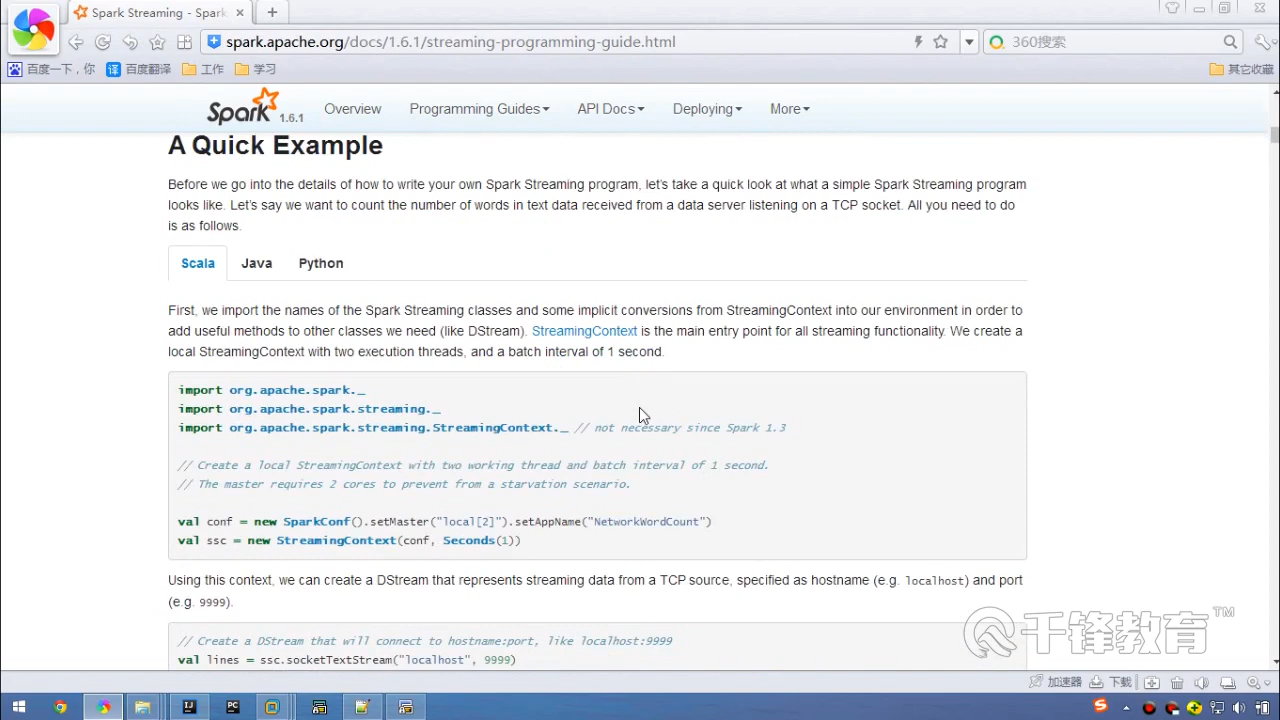 Spark Streaming - Spark
spark.apache.org/docs/1.6.1/streaming-programming-guide.html
360搜索
百度一下，你
译 百度翻译
工作
学习
其它收藏
Spark 1.6.1
Overview
Programming Guides
API Docs
Deploying
More
A Quick Example
Before we go into the details of how to write your own Spark Streaming program, let's take a quick look at what a simple Spark Streaming program
looks like. Let's say we want to count the number of words in text data received from a data server listening on a TCP socket. All you need to do
is as follows.
Scala
Java
Python
First, we import the names of the Spark Streaming classes and some implicit conversions from StreamingContext into our environment in order to
add useful methods to other classes we need (like DStream). StreamingContext is the main entry point for all streaming functionality. We create a
local StreamingContext with two execution threads, and a batch interval of 1 second.
import org.apache.spark._
import org.apache.spark.streaming._
import org.apache.spark.streaming.StreamingContext._ // not necessary since Spark 1.3
// Create a local StreamingContext with two working thread and batch interval of 1 second.
// The master requires 2 cores to prevent from a starvation scenario.
val conf = new SparkConf().setMaster("local[2]").setAppName("NetworkWordCount")
val ssc = new StreamingContext(conf, Seconds(1))
Using this context, we can create a DStream that represents streaming data from a TCP source, specified as hostname (e.g. localhost) and port
(e.g. 9999).
// Create a DStream that will connect to hostname:port, like localhost:9999
val lines = ssc.socketTextStream("localhost", 9999)
千锋教育™
加速器
下载